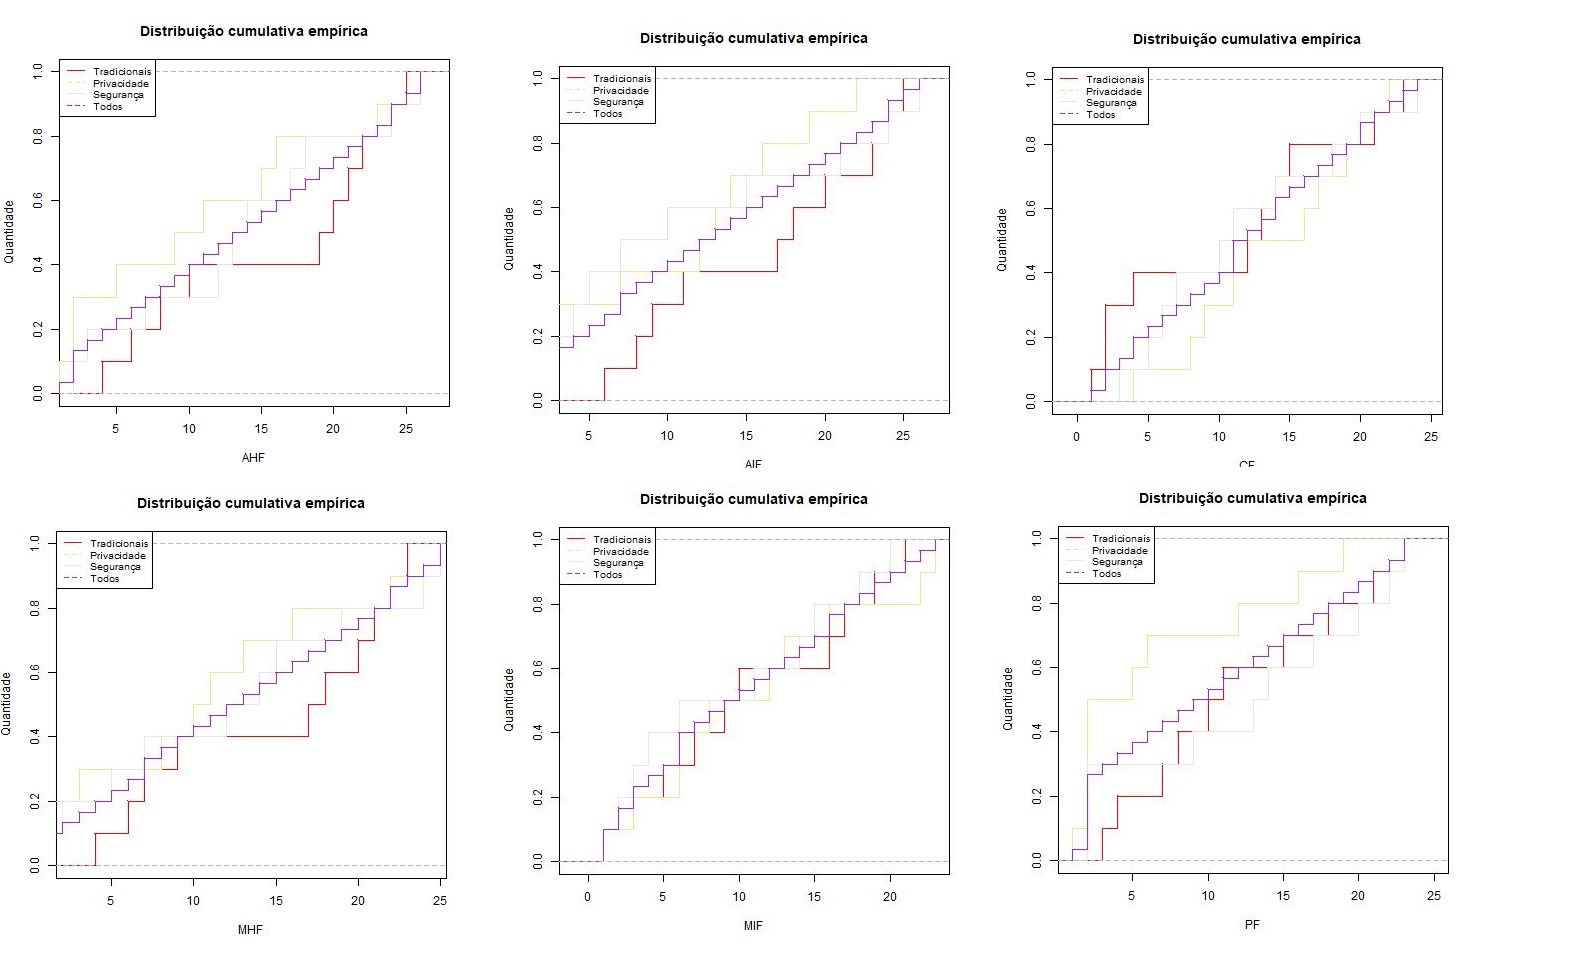 Distribuição cumulativa empírica
Tradicionais
Privacidade
Segurança
Todos
Quantidade
0.0 0.2 0.4 0.6 0.8 1.0
5 10 15 20 25
AHF
Distribuição cumulativa empírica
Tradicionais
Privacidade
Segurança
Todos
Quantidade
0.0 0.2 0.4 0.6 0.8 1.0
5 10 15 20 25
AIF
Distribuição cumulativa empírica
Tradicionais
Privacidade
Segurança
Todos
Quantidade
0.0 0.2 0.4 0.6 0.8 1.0
0 5 10 15 20 25
CF
Distribuição cumulativa empírica
Tradicionais
Privacidade
Segurança
Todos
Quantidade
0.0 0.2 0.4 0.6 0.8 1.0
5 10 15 20 25
MHF
Distribuição cumulativa empírica
Tradicionais
Privacidade
Segurança
Todos
Quantidade
0.0 0.2 0.4 0.6 0.8 1.0
0 5 10 15 20
MIF
Distribuição cumulativa empírica
Tradicionais
Privacidade
Segurança
Todos
Quantidade
0.0 0.2 0.4 0.6 0.8 1.0
5 10 15 20 25
PF